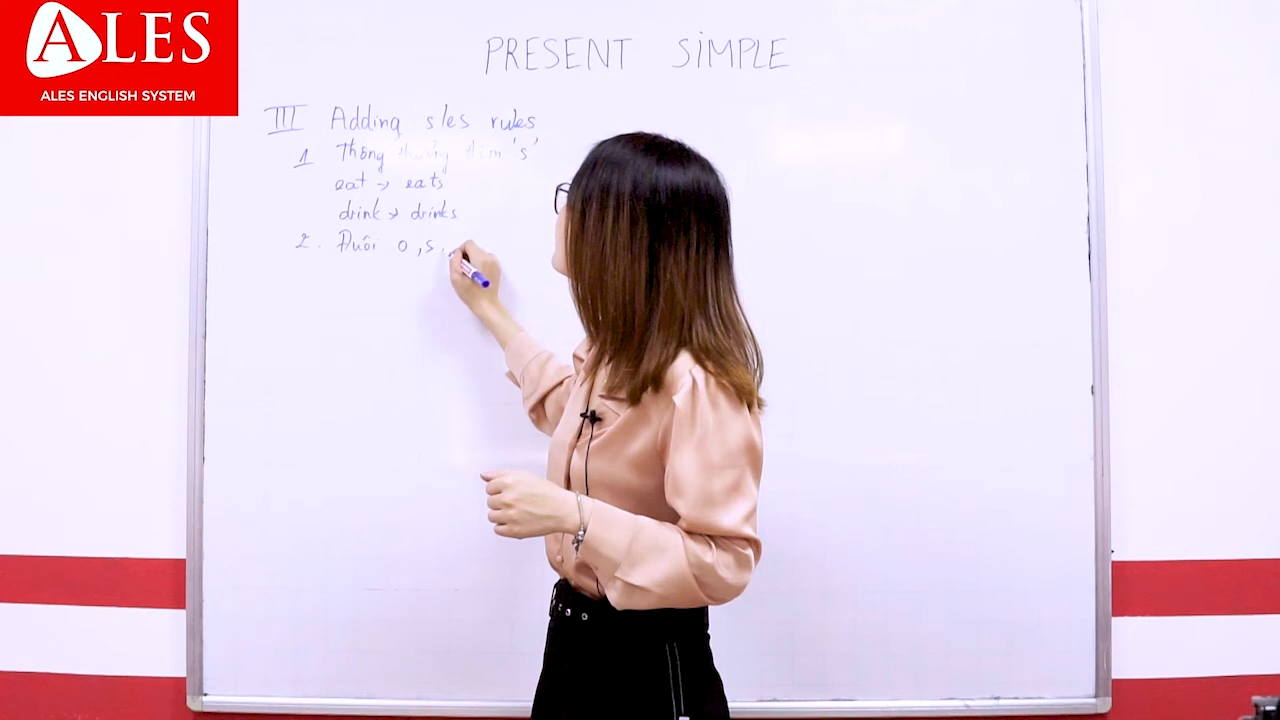 ALES
ALES ENGLISH SYSTEM
PRESENT SIMPLE
III Adding s/es rules
1. Thông thường thêm 's'
eat → eats
drink → drinks
2. Đuôi o, s,